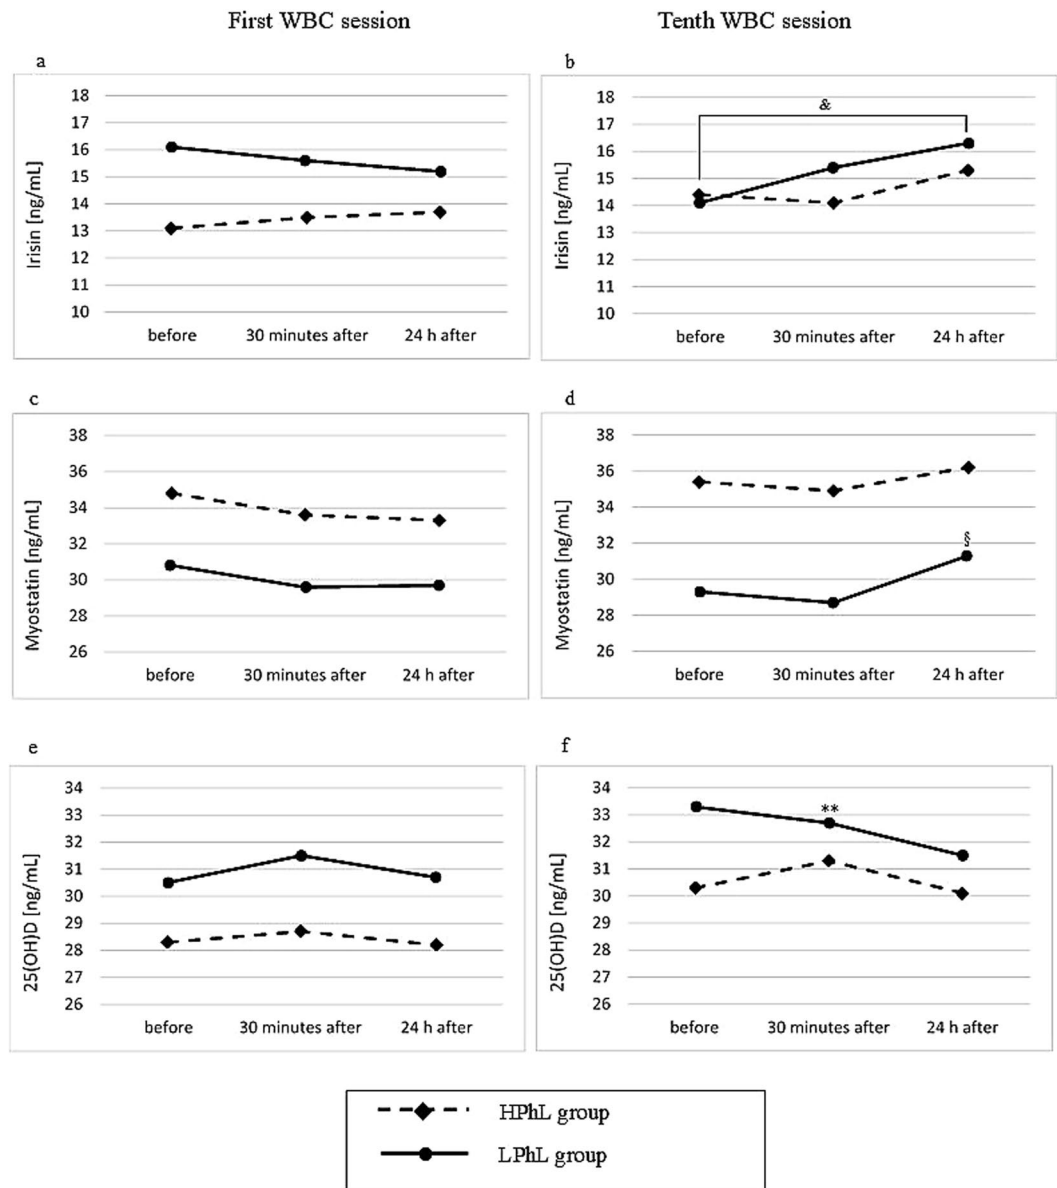 First WBC session
Tenth WBC session
a
Irisin [ng/mL]
18
17
16
15
14
13
12
11
10
before 30 minutes after 24 h after
b
Irisin [ng/mL]
18
17
16
15
14
13
12
11
10
&
before 30 minutes after 24 h after
c
Myostatin [ng/mL]
38
36
34
32
30
28
26
before 30 minutes after 24 h after
d
Myostatin [ng/mL]
38
36
34
32
30
28
26
§
before 30 minutes after 24 h after
e
25(OH)D [ng/mL]
34
33
32
31
30
29
28
27
26
before 30 minutes after 24 h after
f
25(OH)D [ng/mL]
34
33
32
31
30
29
28
27
26
**
before 30 minutes after 24 h after
HPhL group
LPhL group